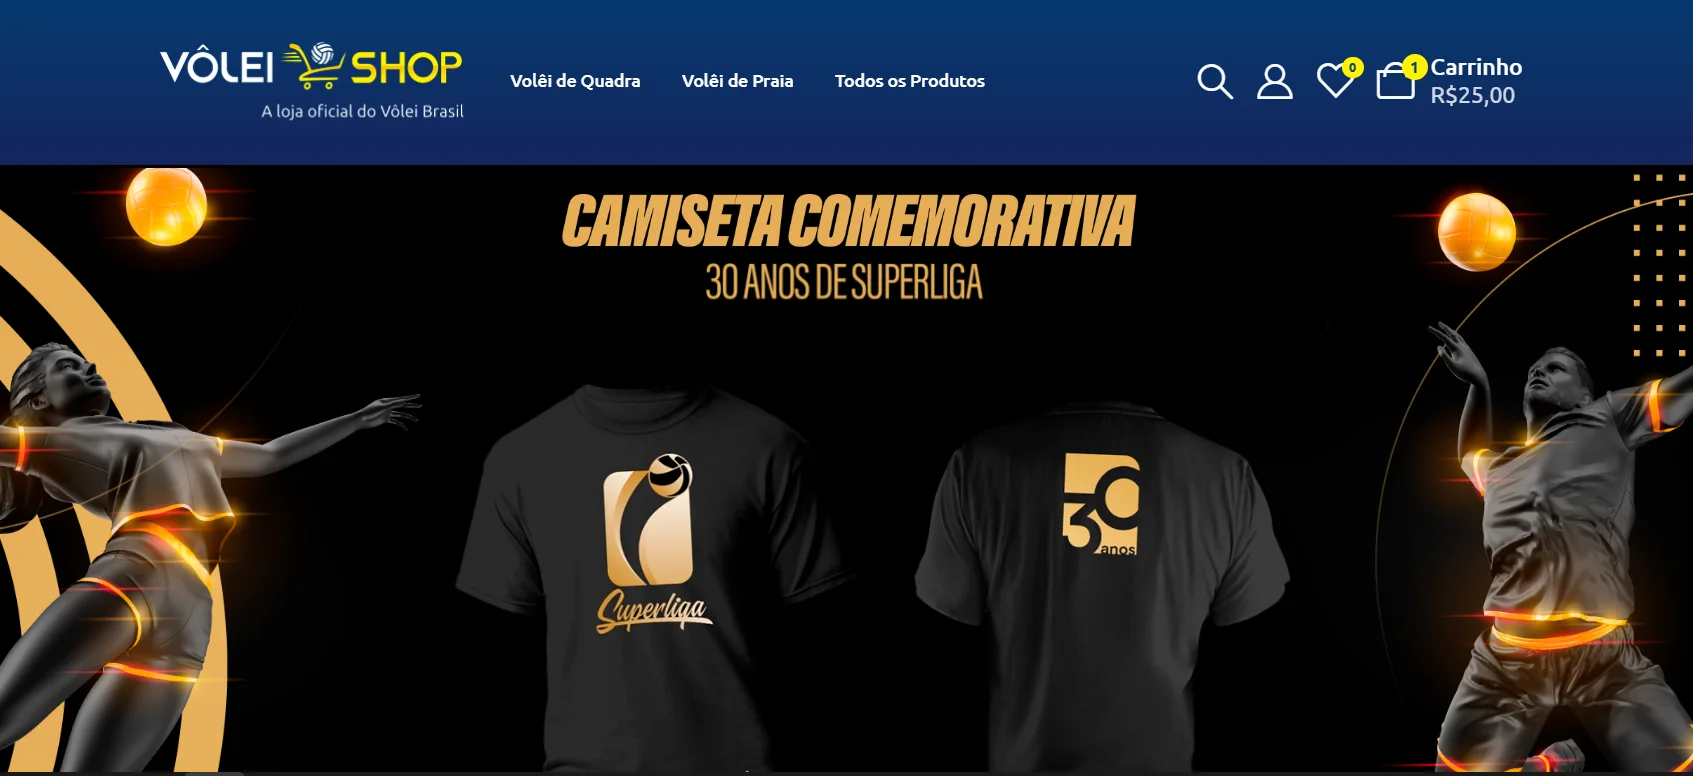 VÔLEI SHOP
A loja oficial do Vôlei Brasil
Volêi de Quadra
Volêi de Praia
Todos os Produtos
0
1
Carrinho
R$25,00
CAMISETA COMEMORATIVA
30 ANOS DE SUPERLIGA
Superliga
30
anos